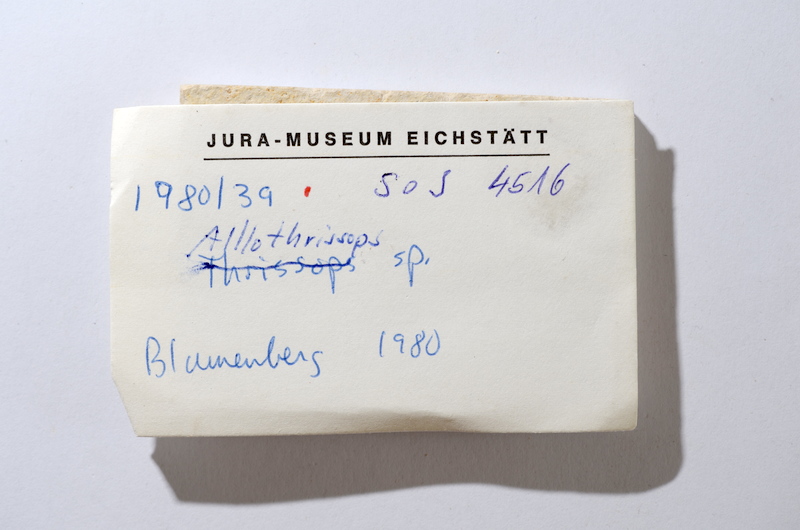 JURA-MUSEUM EICHSTÄTT
1980/39 SOS 4516
Allothrissops
Thrissops sp.
Blumenberg 1980